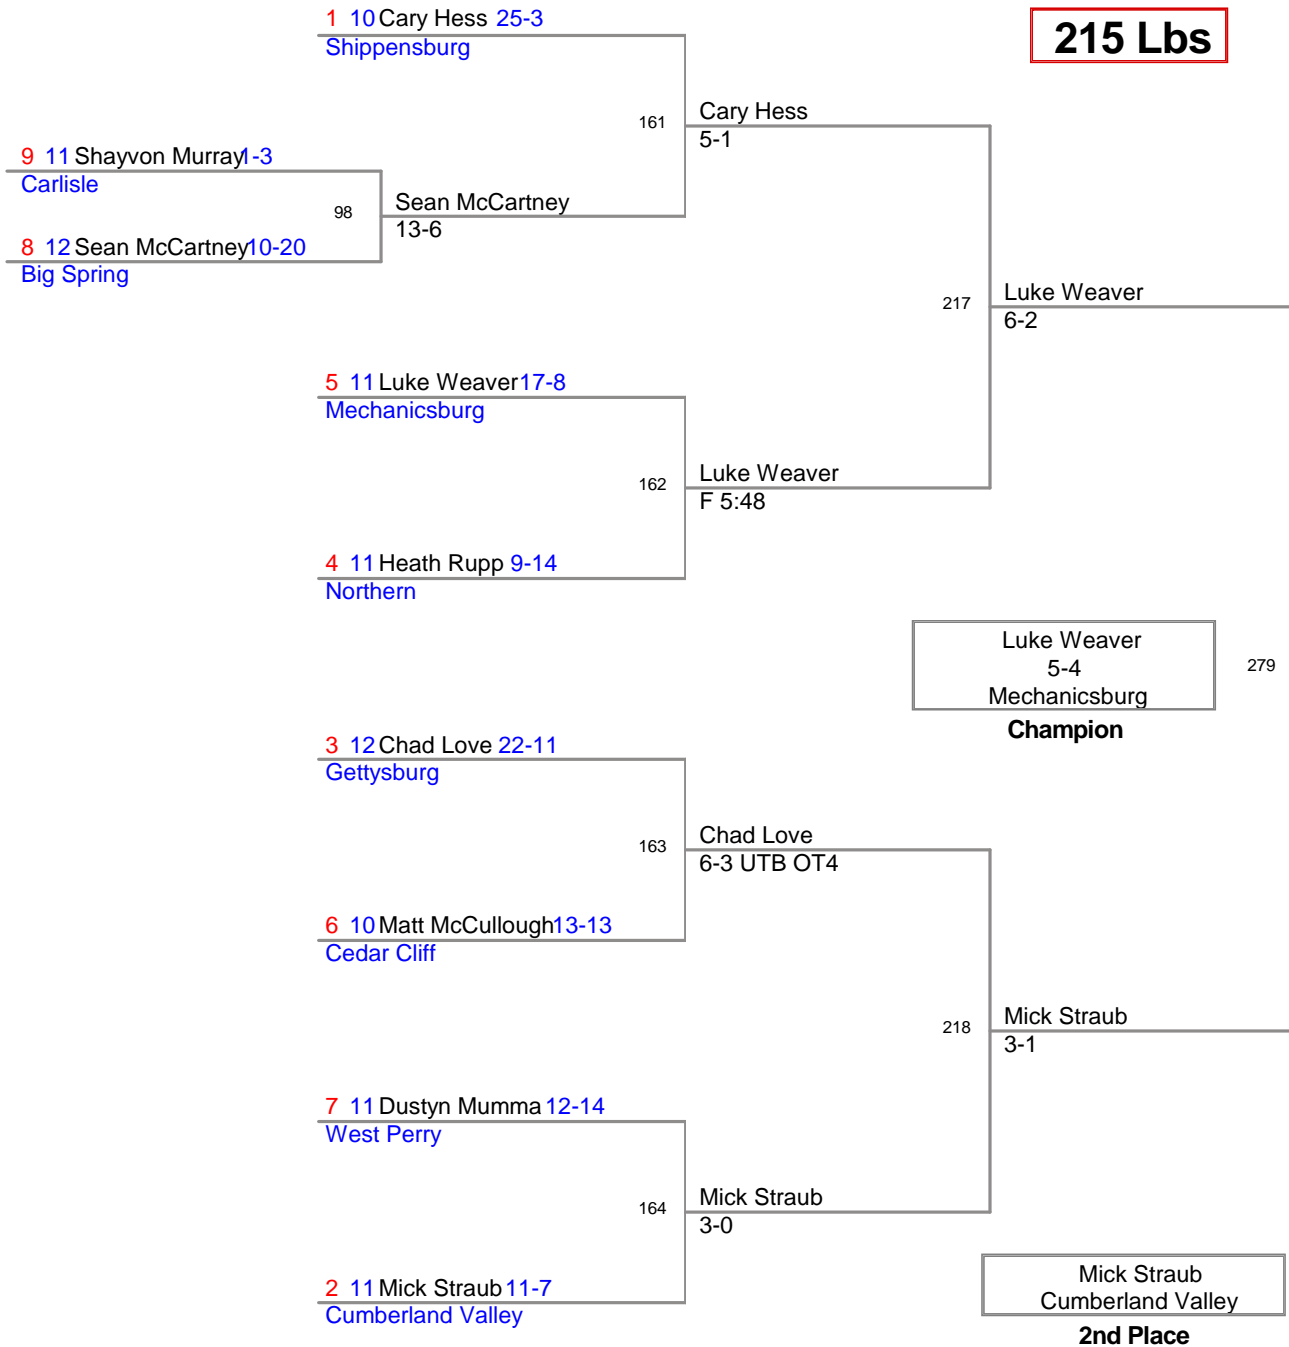 1 10 Cary Hess 25-3
Shippensburg
215 Lbs
161
Cary Hess
5-1
9 11 Shayvon Murray 1-3
Carlisle
98
Sean McCartney
13-6
8 12 Sean McCartney 10-20
Big Spring
217
Luke Weaver
6-2
5 11 Luke Weaver 17-8
Mechanicsburg
162
Luke Weaver
F 5:48
4 11 Heath Rupp 9-14
Northern
Luke Weaver
5-4
Mechanicsburg
279
Champion
3 12 Chad Love 22-11
Gettysburg
163
Chad Love
6-3 UTB OT4
6 10 Matt McCullough 13-13
Cedar Cliff
218
Mick Straub
3-1
7 11 Dustyn Mumma 12-14
West Perry
164
Mick Straub
3-0
2 11 Mick Straub 11-7
Cumberland Valley
Mick Straub
Cumberland Valley
2nd Place